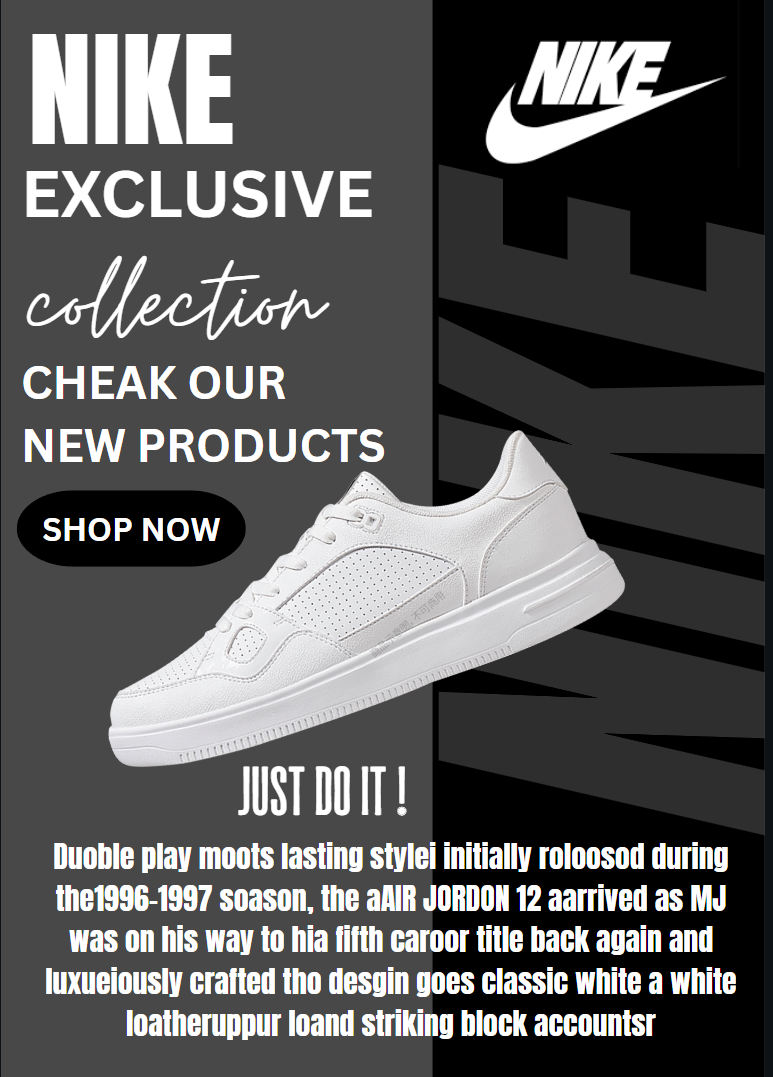 NIKE
NIKE
EXCLUSIVE
collection
CHEAK OUR
NEW PRODUCTS
SHOP NOW
JUST DO IT !
Duoble play moots lasting stylei initially roloosod during
the1996-1997 soason, the aAIR JORDON 12 aarrived as MJ
was on his way to hia fifth caroor title back again and
luxueiously crafted tho desgin goes classic white a white
loatheruppur loand striking block accountsr
NIKE